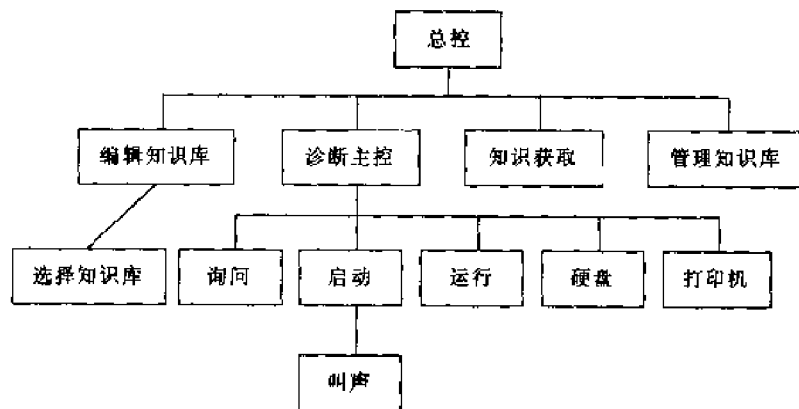 总控
编辑知识库
诊断主控
知识获取
管理知识库
选择知识库
询问
启动
运行
硬盘
打印机
叫声